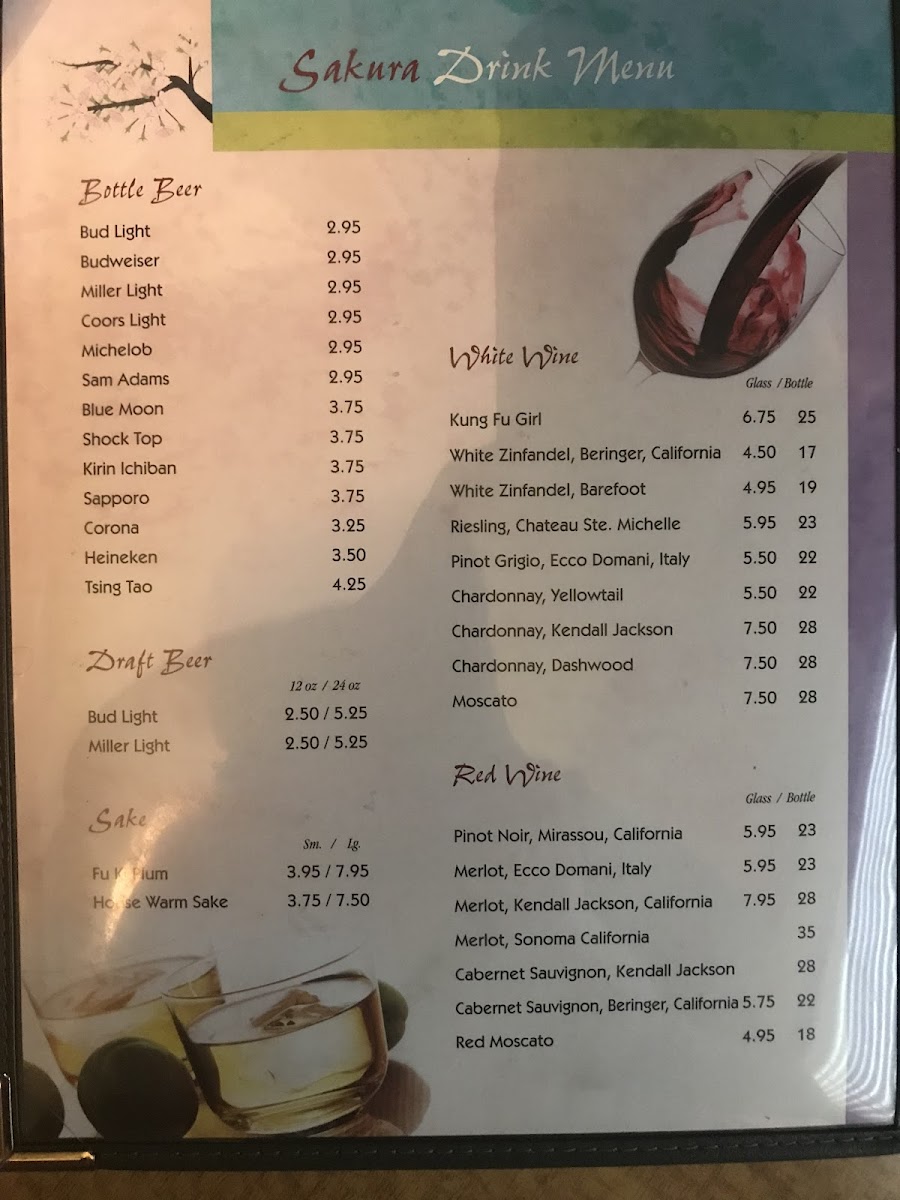 Sakura Drink Menu
Bottle Beer
Bud Light 2.95
Budweiser 2.95
Miller Light 2.95
Coors Light 2.95
Michelob 2.95
Sam Adams 2.95
Blue Moon 3.75
Shock Top 3.75
Kirin Ichiban 3.75
Sapporo 3.75
Corona 3.25
Heineken 3.50
Tsing Tao 4.25
Draft Beer
12 oz / 24 oz
Bud Light 2.50 / 5.25
Miller Light 2.50 / 5.25
Sake
Sm. / Lg.
Fu Plum 3.95 / 7.95
House Warm Sake 3.75 / 7.50
White Wine
Glass / Bottle
Kung Fu Girl 6.75 25
White Zinfandel, Beringer, California 4.50 17
White Zinfandel, Barefoot 4.95 19
Riesling, Chateau Ste. Michelle 5.95 23
Pinot Grigio, Ecco Domani, Italy 5.50 22
Chardonnay, Yellowtail 5.50 22
Chardonnay, Kendall Jackson 7.50 28
Chardonnay, Dashwood 7.50 28
Moscato 7.50 28
Red Wine
Glass / Bottle
Pinot Noir, Mirassou, California 5.95 23
Merlot, Ecco Domani, Italy 5.95 23
Merlot, Kendall Jackson, California 7.95 28
Merlot, Sonoma California 35
Cabernet Sauvignon, Kendall Jackson 28
Cabernet Sauvignon, Beringer, California 5.75 22
Red Moscato 4.95 18